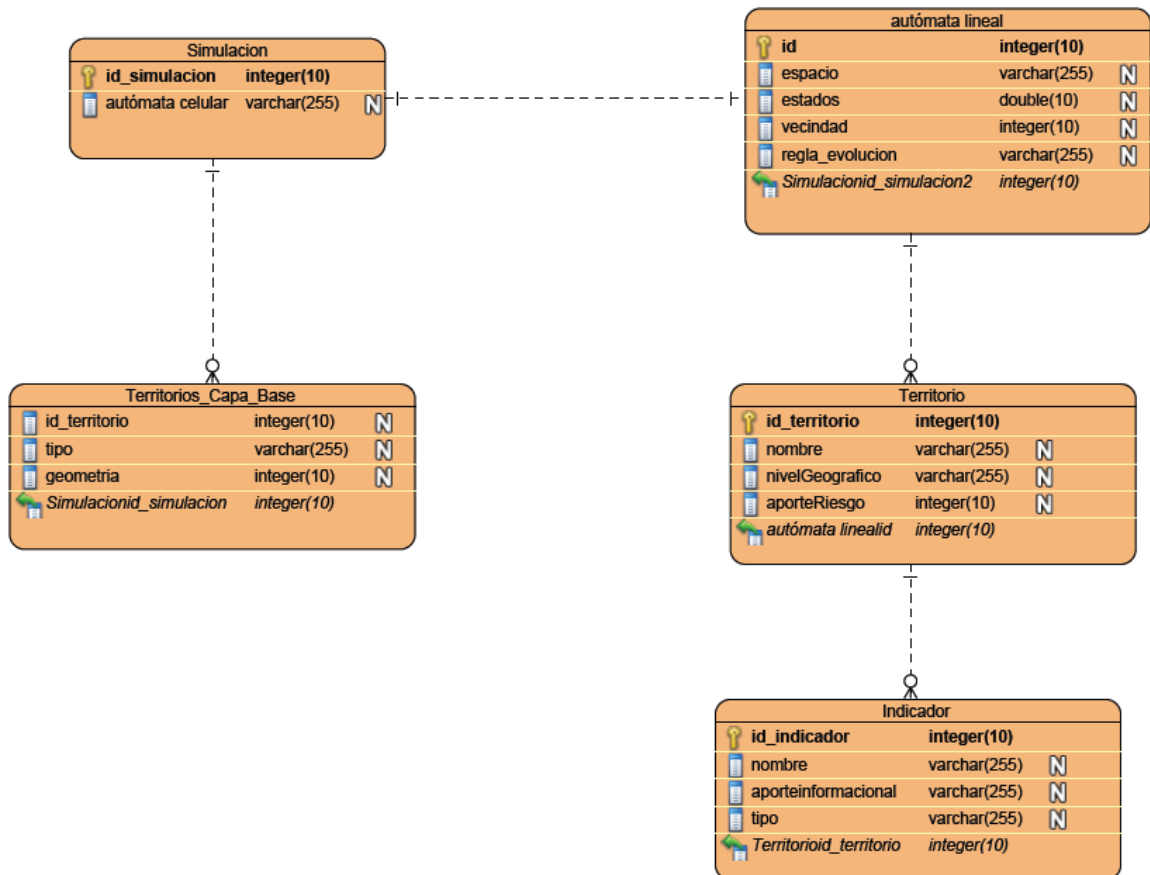 Simulacion
id_simulacion integer(10)
autómata celular varchar(255) N
autómata lineal
id integer(10)
espacio varchar(255) N
estados double(10) N
vecindad integer(10) N
regla_evolucion varchar(255) N
Simulacionid_simulacion2 integer(10)
Territorios_Capa_Base
id_territorio integer(10) N
tipo varchar(255) N
geometria integer(10) N
Simulacionid_simulacion integer(10)
Territorio
id_territorio integer(10)
nombre varchar(255) N
nivelGeografico varchar(255) N
aporteRiesgo integer(10) N
autómata linealid integer(10)
Indicador
id_indicador integer(10)
nombre varchar(255) N
aporteinformacional varchar(255) N
tipo varchar(255) N
Territorioid_territorio integer(10)